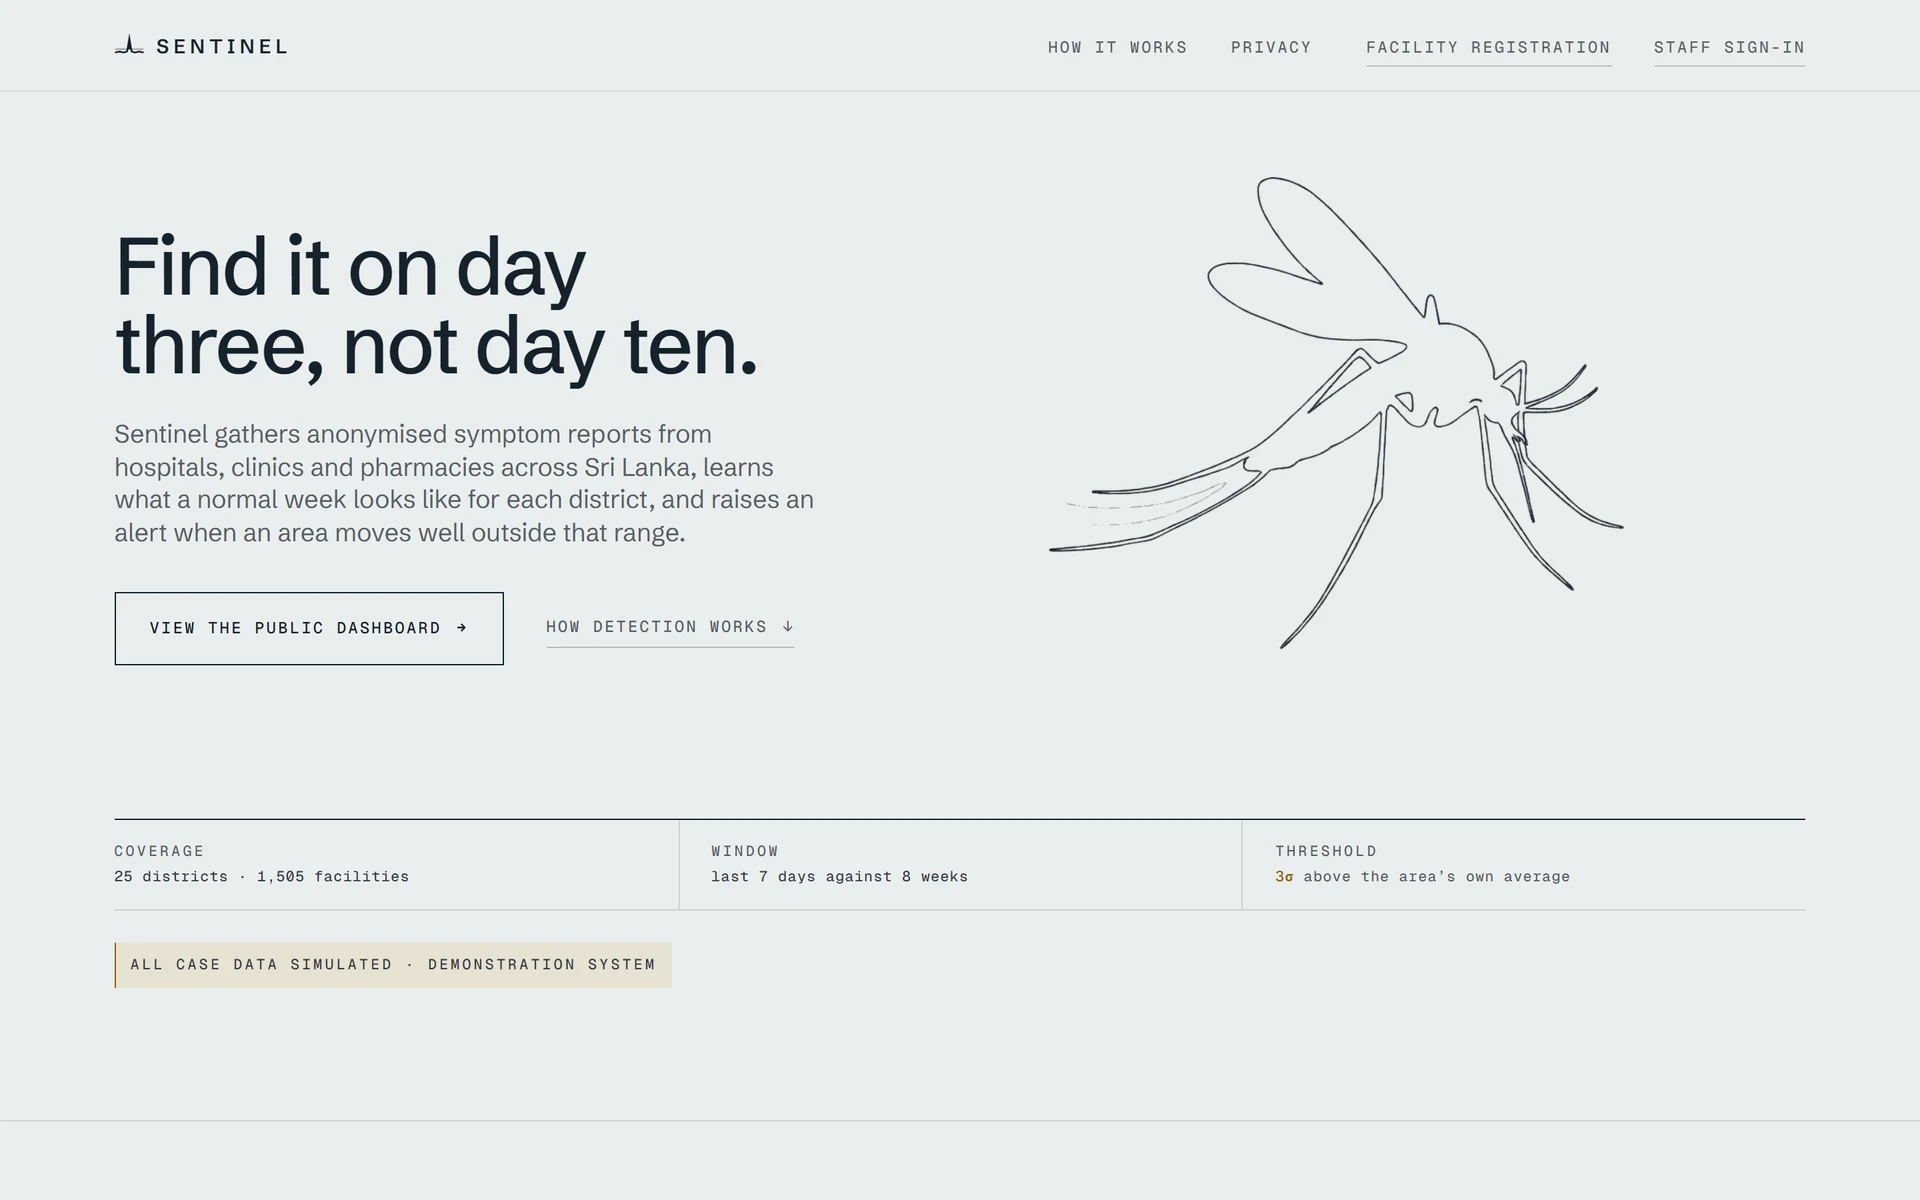 SENTINEL
HOW IT WORKS
PRIVACY
FACILITY REGISTRATION
STAFF SIGN-IN
Find it on day
three, not day ten.
Sentinel gathers anonymised symptom reports from
hospitals, clinics and pharmacies across Sri Lanka, learns
what a normal week looks like for each district, and raises an
alert when an area moves well outside that range.
VIEW THE PUBLIC DASHBOARD →
HOW DETECTION WORKS ↓
COVERAGE
25 districts · 1,505 facilities
WINDOW
last 7 days against 8 weeks
THRESHOLD
3σ above the area’s own average
ALL CASE DATA SIMULATED · DEMONSTRATION SYSTEM